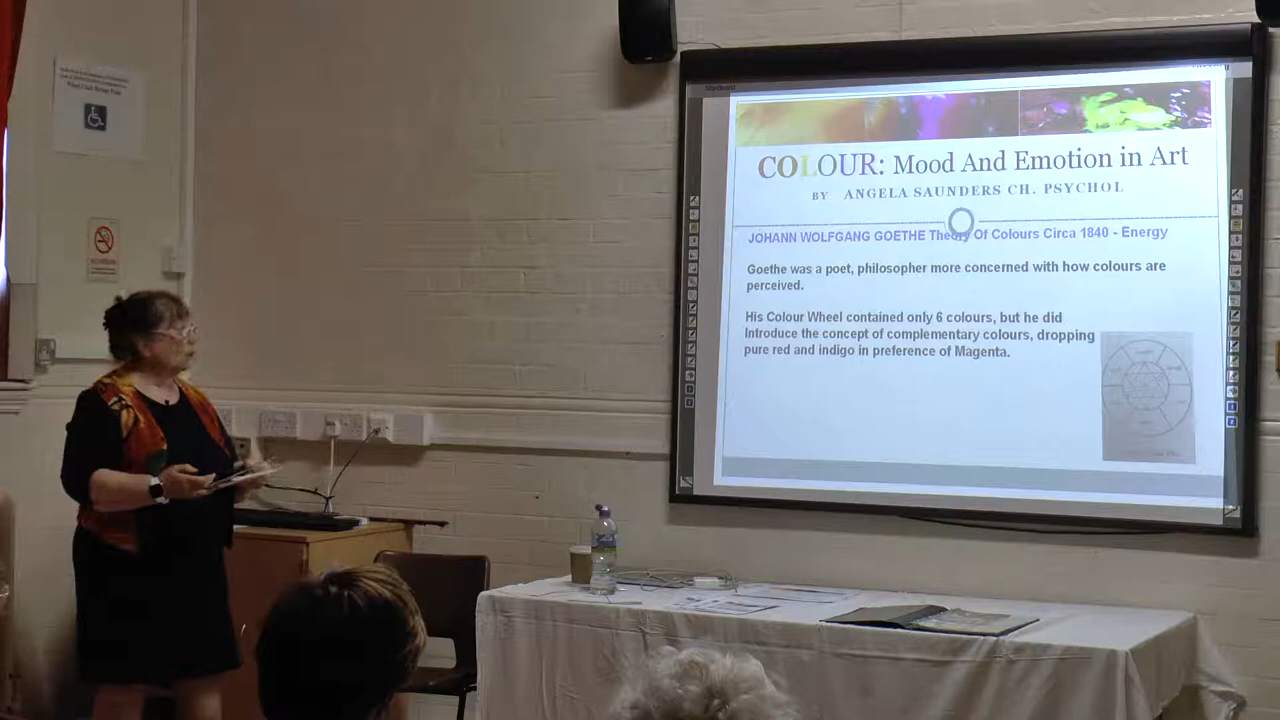 COLOUR: Mood And Emotion in Art
BY ANGELA SAUNDERS CH. PSYCHOL
JOHANN WOLFGANG GOETHE Theory Of Colours Circa 1840 - Energy
Goethe was a poet, philosopher more concerned with how colours are
perceived.
His Colour Wheel contained only 6 colours, but he did
Introduce the concept of complementary colours, dropping
pure red and indigo in preference of Magenta.